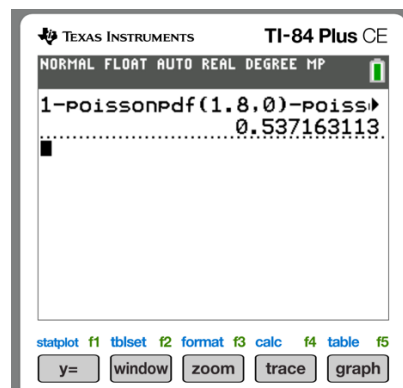 TEXAS INSTRUMENTS TI-84 Plus CE
NORMAL FLOAT AUTO REAL DEGREE MP
1-poissonpdf(1.8,0)-poiss
0.537163113
statplot f1 tblset f2 format f3 calc f4 table f5
y= window zoom trace graph